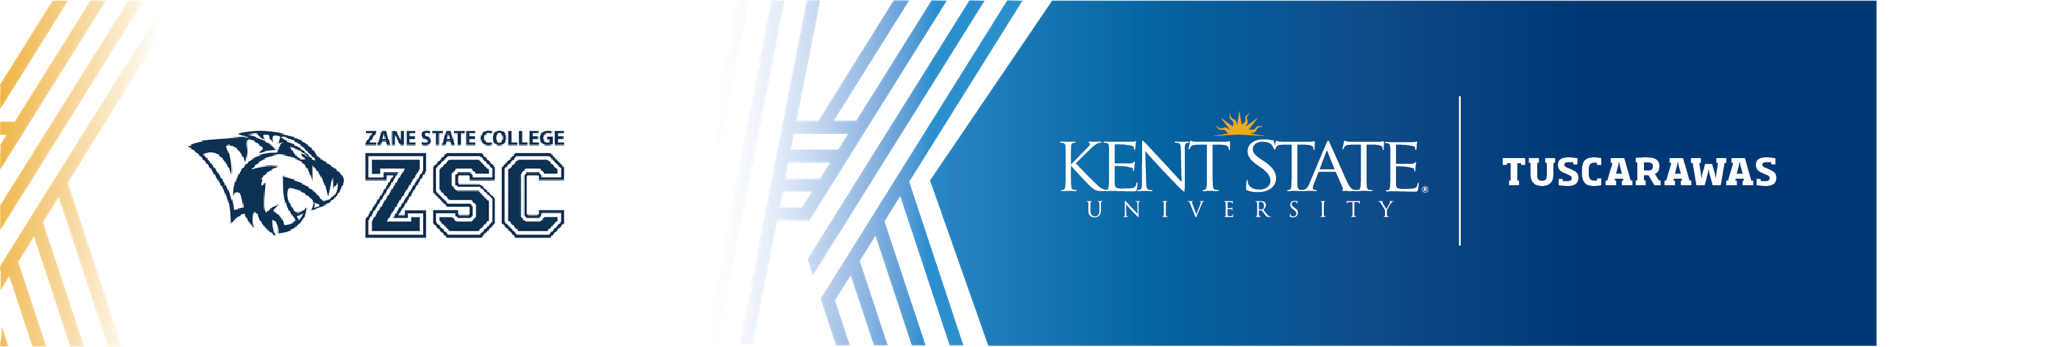 ZANE STATE COLLEGE
ZSC
KENT STATE®
UNIVERSITY
TUSCARAWAS